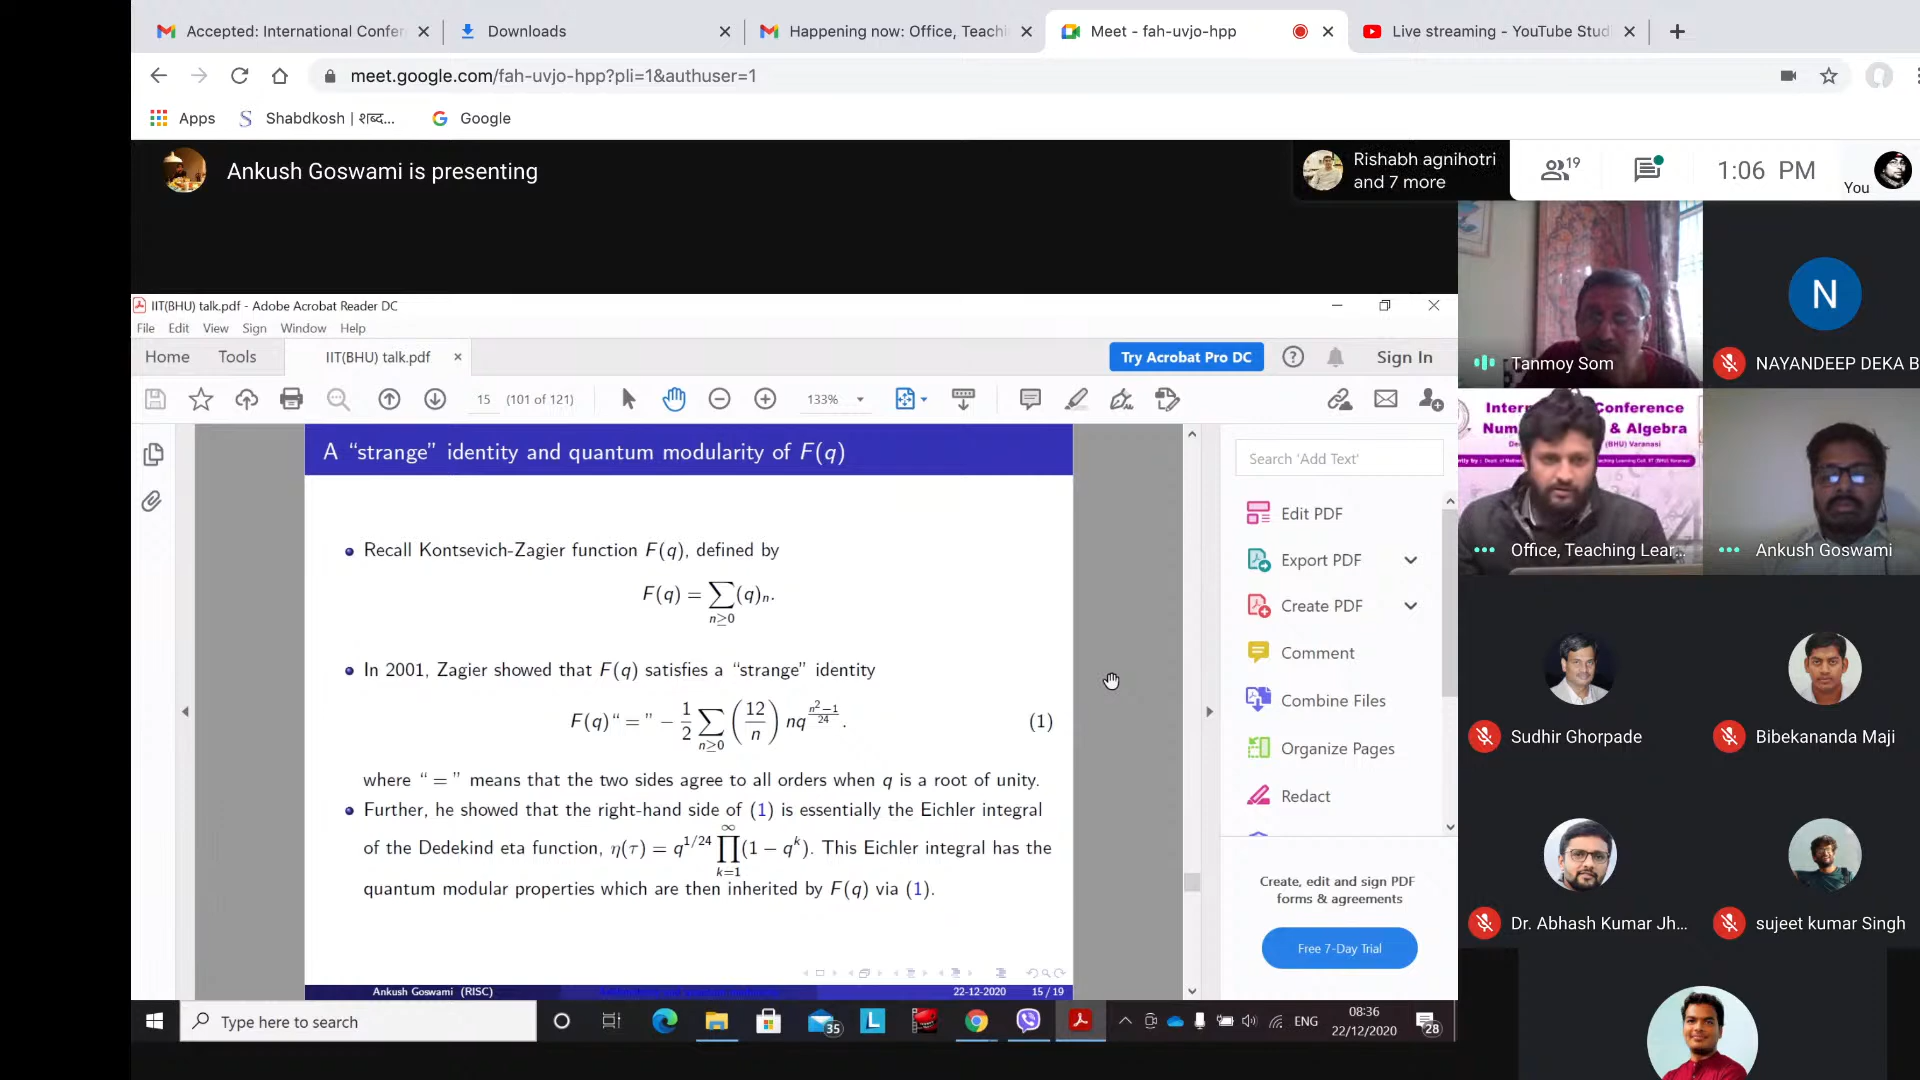 Accepted: International Confer
Downloads
Happening now: Office, Teachi
Meet - fah-uvjo-hpp
Live streaming - YouTube Stud
meet.google.com/fah-uvjo-hpp?pli=1&authuser=1
Apps
Shabdkosh | शब्द...
Google
Ankush Goswami is presenting
Rishabh agnihotri
and 7 more
19
1:06 PM
You
IIT(BHU) talk.pdf - Adobe Acrobat Reader DC
File Edit View Sign Window Help
Home Tools IIT(BHU) talk.pdf
Try Acrobat Pro DC
Sign In
15 (101 of 121)
133%
A “strange” identity and quantum modularity of F(q)
Recall Kontsevich-Zagier function F(q), defined by
F(q) = ∑_{n≥0} (q)_n.
In 2001, Zagier showed that F(q) satisfies a “strange” identity
F(q)“ = ” − 1/2 ∑_{n≥0} (12/n) nq^{(n²−1)/24}. (1)
where “ = ” means that the two sides agree to all orders when q is a root of unity.
Further, he showed that the right-hand side of (1) is essentially the Eichler integral
of the Dedekind eta function, η(τ) = q^{1/24} ∏_{k=1}^{∞} (1 − q^k). This Eichler integral has the
quantum modular properties which are then inherited by F(q) via (1).
Ankush Goswami (RISC)
22-12-2020 15 / 19
Search 'Add Text'
Edit PDF
Export PDF
Create PDF
Comment
Combine Files
Organize Pages
Redact
Create, edit and sign PDF
forms & agreements
Free 7-Day Trial
Tanmoy Som
N
NAYANDEEP DEKA B
Conference
& Algebra
(BHU) Varanasi
Office, Teaching Lear...
Ankush Goswami
Sudhir Ghorpade
Bibekananda Maji
Dr. Abhash Kumar Jh...
sujeet kumar Singh
Type here to search
35
L
ENG
08:36
22/12/2020
28